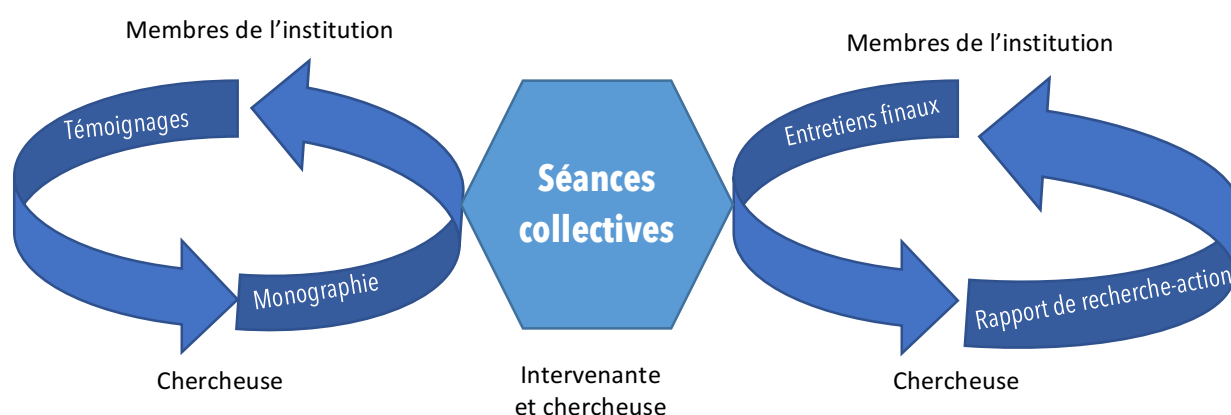 Membres de l’institution
Témoignages
Monographie
Chercheuse
Séances
collectives
Intervenante
et chercheuse
Membres de l’institution
Entretiens finaux
Rapport de recherche-action
Chercheuse